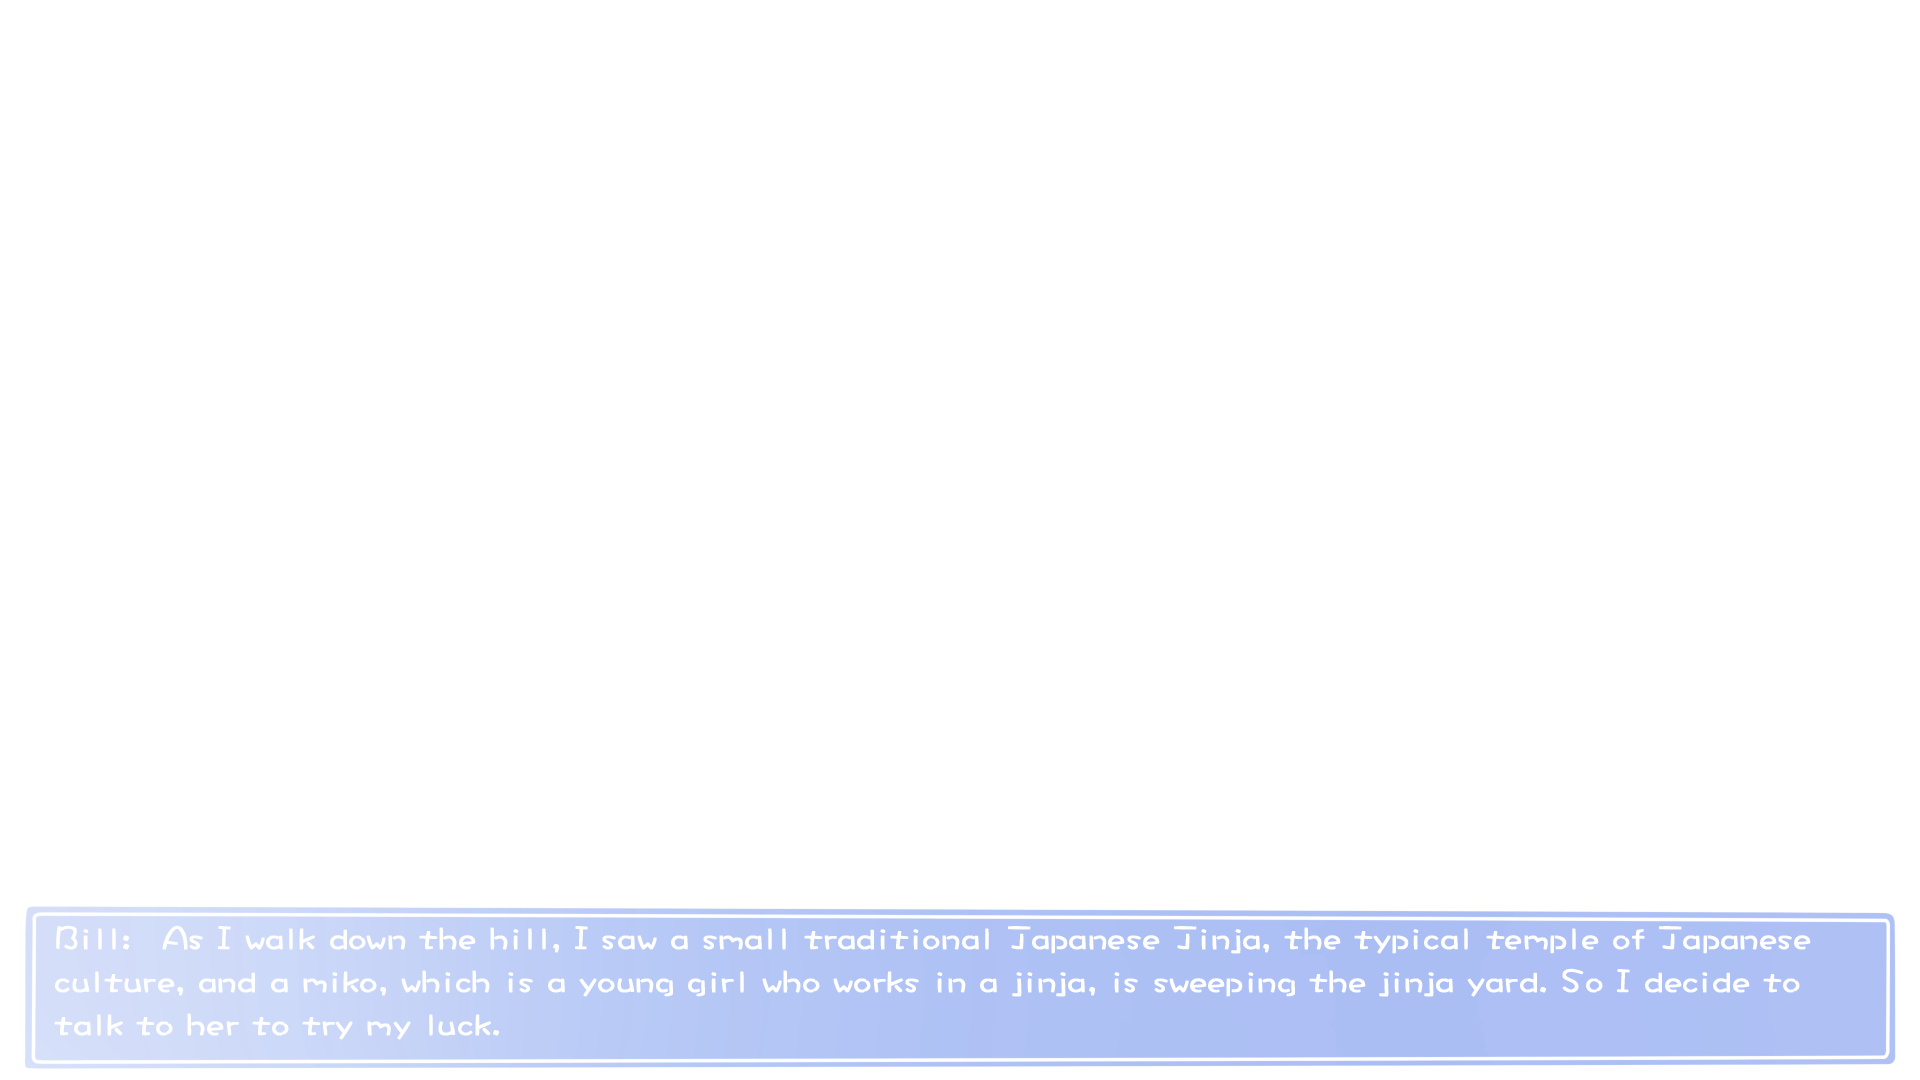 Bill: As I walk down the hill, I saw a small traditional Japanese Jinja, the typical temple of Japanese
culture, and a miko, which is a young girl who works in a jinja, is sweeping the jinja yard. So I decide to
talk to her to try my luck.